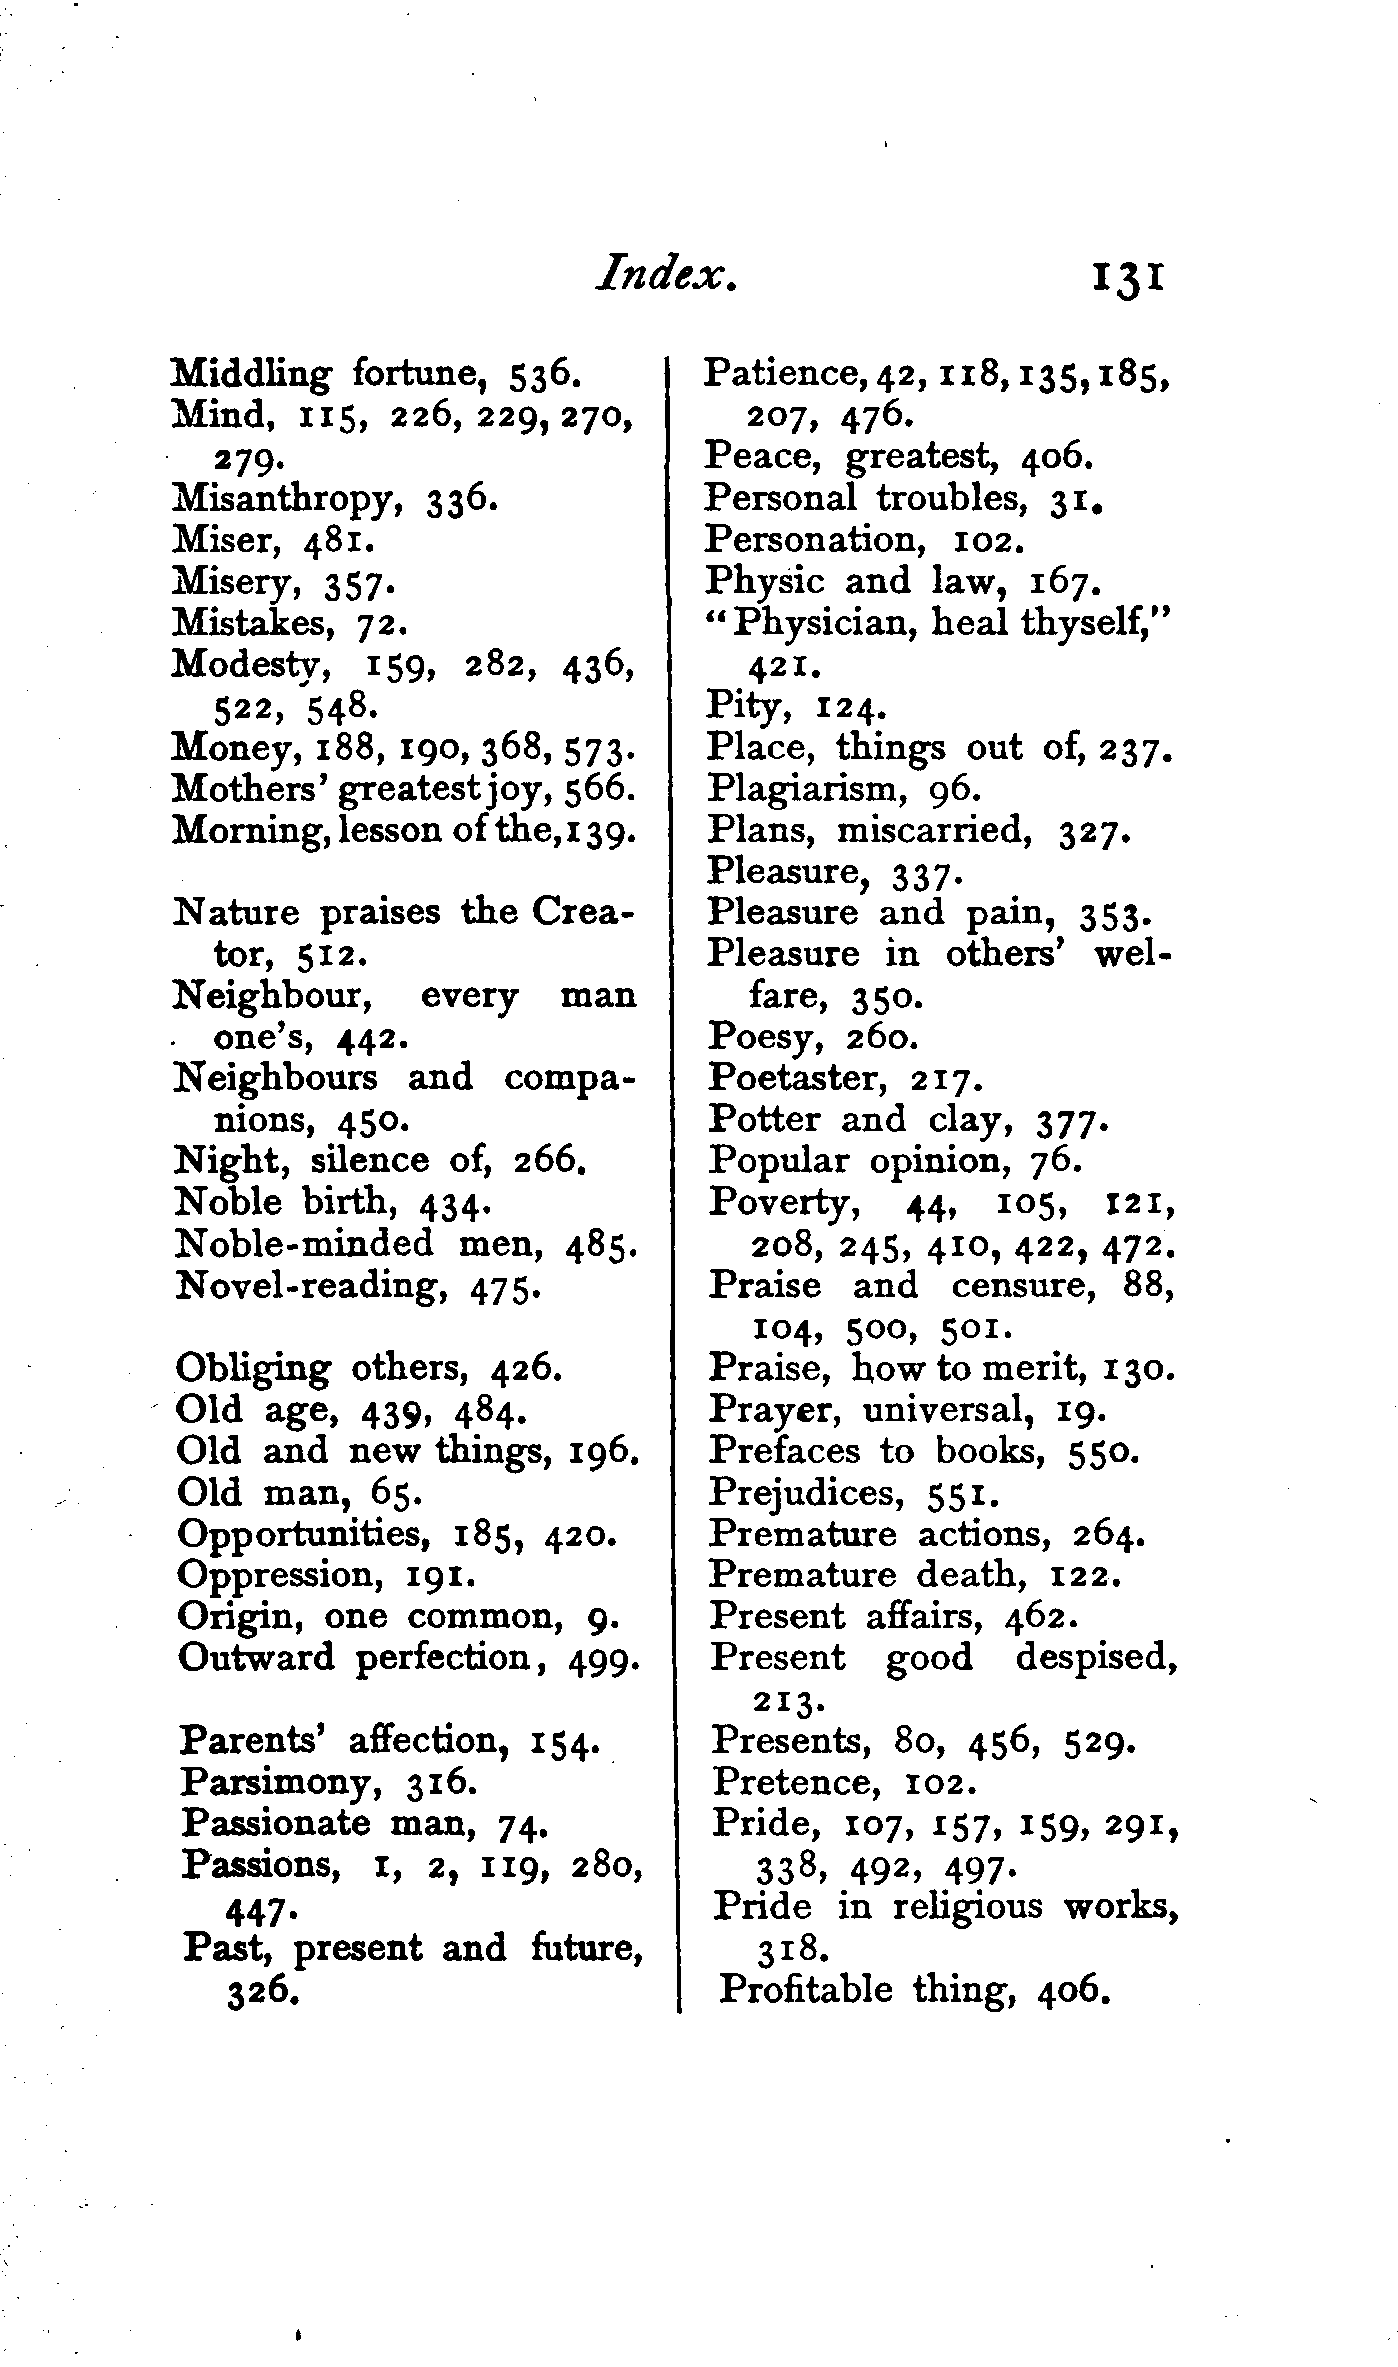 Index.
131
Middling fortune, 536.
Mind, 115, 226, 229, 270,
279.
Misanthropy, 336.
Miser, 481.
Misery, 357.
Mistakes, 72.
Modesty, 159, 282, 436,
522, 548.
Money, 188, 190, 368, 573.
Mothers' greatest joy, 566.
Morning, lesson of the, 139.
Nature praises the Crea-
tor, 512.
Neighbour, every man
one's, 442.
Neighbours and compa-
nions, 450.
Night, silence of, 266.
Noble birth, 434.
Noble-minded men, 485.
Novel-reading, 475.
Obliging others, 426.
Old age, 439, 484.
Old and new things, 196.
Old man, 65.
Opportunities, 185, 420.
Oppression, 191.
Origin, one common, 9.
Outward perfection, 499.
Parents' affection, 154.
Parsimony, 316.
Passionate man, 74.
Passions, 1, 2, 119, 280,
447.
Past, present and future,
326.
Patience, 42, 118, 135, 185,
207, 476.
Peace, greatest, 406.
Personal troubles, 31.
Personation, 102.
Physic and law, 167.
"Physician, heal thyself,"
421.
Pity, 124.
Place, things out of, 237.
Plagiarism, 96.
Plans, miscarried, 327.
Pleasure, 337.
Pleasure and pain, 353.
Pleasure in others' wel-
fare, 350.
Poesy, 260.
Poetaster, 217.
Potter and clay, 377.
Popular opinion, 76.
Poverty, 44, 105, 121,
208, 245, 410, 422, 472.
Praise and censure, 88,
104, 500, 501.
Praise, how to merit, 130.
Prayer, universal, 19.
Prefaces to books, 550.
Prejudices, 551.
Premature actions, 264.
Premature death, 122.
Present affairs, 462.
Present good despised,
213.
Presents, 80, 456, 529.
Pretence, 102.
Pride, 107, 157, 159, 291,
338, 492, 497.
Pride in religious works,
318.
Profitable thing, 406.